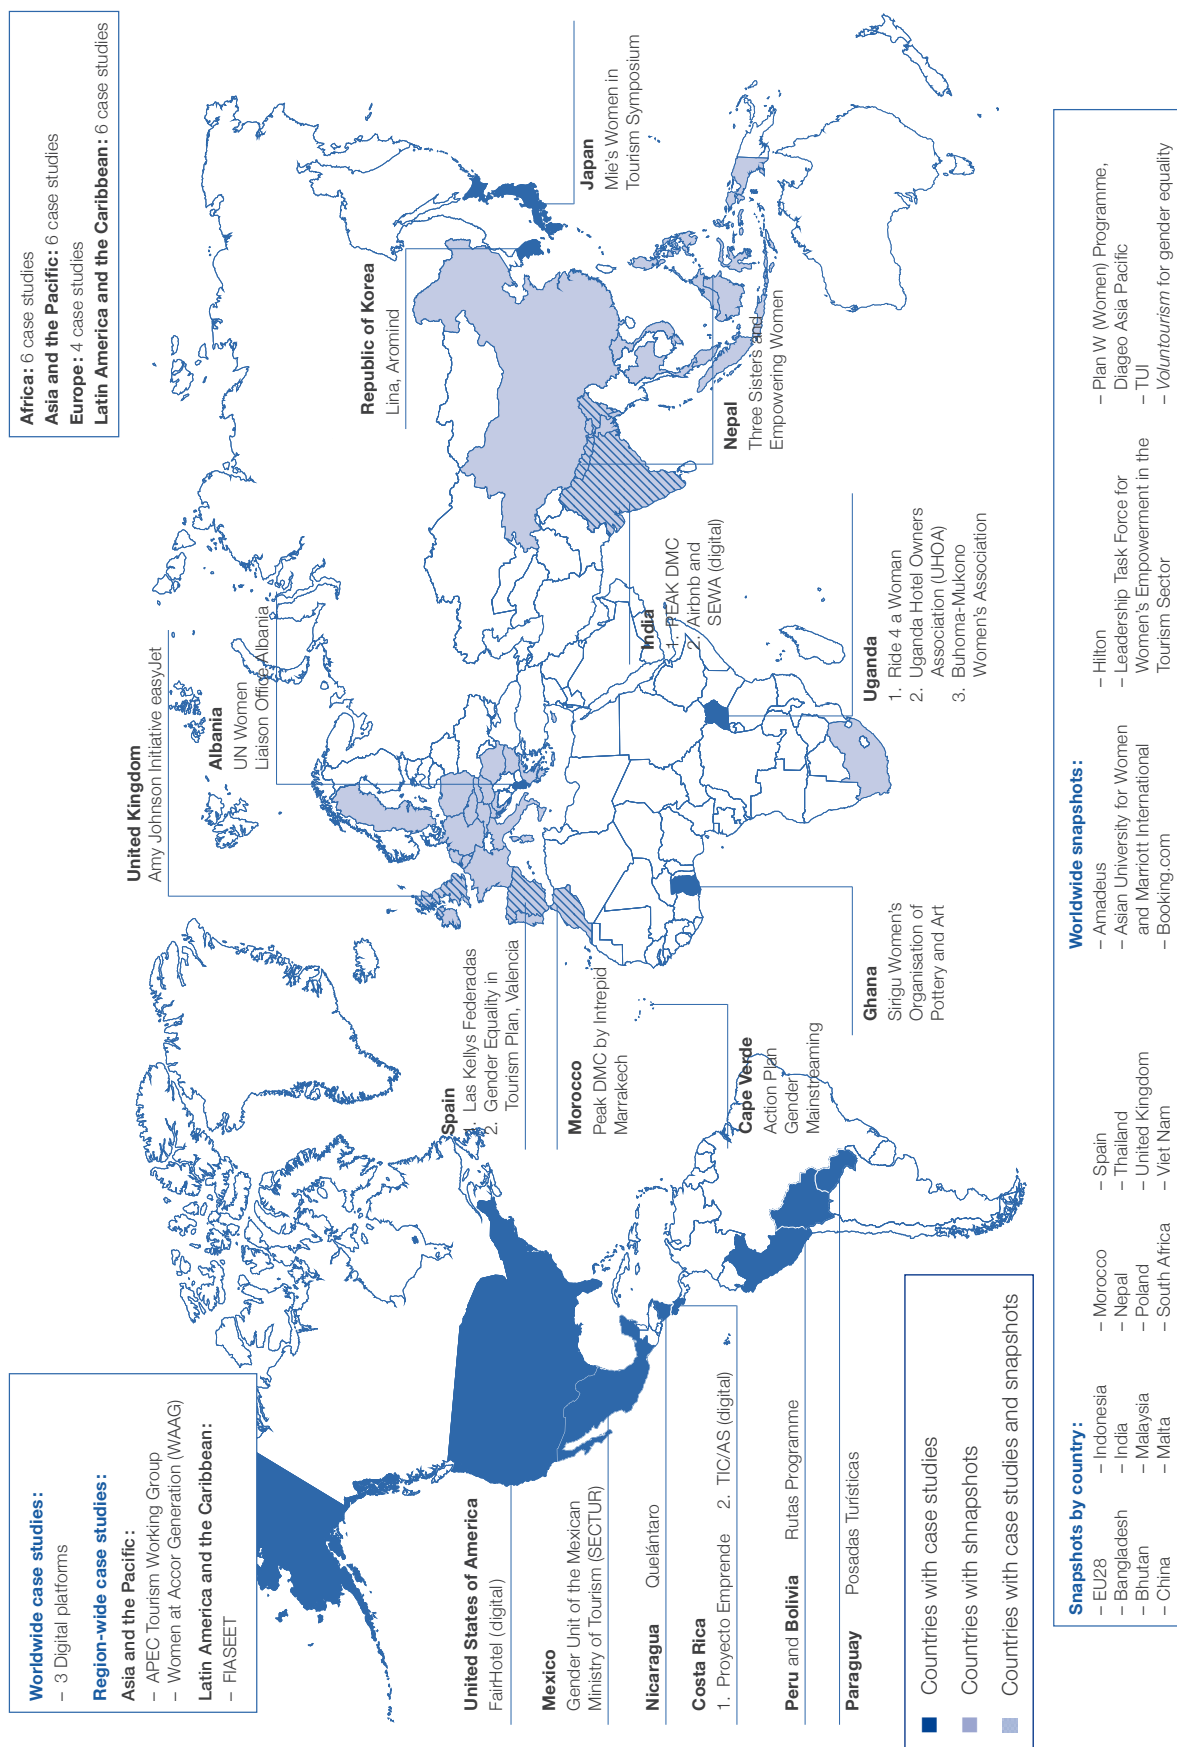 Worldwide case studies:
– 3 Digital platforms
Region-wide case studies:
Asia and the Pacific:
– APEC Tourism Working Group
– Women at Accor Generation (WAAG)
Latin America and the Caribbean:
– FIASEET
Africa: 6 case studies
Asia and the Pacific: 6 case studies
Europe: 4 case studies
Latin America and the Caribbean: 6 case studies
United Kingdom
Amy Johnson Initiative easyJet
Albania
UN Women
Liaison Office Albania
Republic of Korea
Lina, Aromind
Japan
Mie's Women in
Tourism Symposium
Spain
1. Las Kellys Federadas
2. Gender Equality in
Tourism Plan, Valencia
Morocco
Peak DMC by Intrepid
Marrakech
Nepal
Three Sisters and
Empowering Women
India
1. PEAK DMC
2. Airbnb and
SEWA (digital)
United States of America
FairHotel (digital)
Mexico
Gender Unit of the Mexican
Ministry of Tourism (SECTUR)
Nicaragua Quelántaro
Costa Rica
1. Proyecto Emprende 2. TIC/AS (digital)
Peru and Bolivia Rutas Programme
Paraguay Posadas Turísticas
Cape Verde
Action Plan
Gender
Mainstreaming
Ghana
Sirigu Women's
Organisation of
Pottery and Art
Uganda
1. Ride 4 a Woman
2. Uganda Hotel Owners
Association (UHOA)
3. Buhoma-Mukono
Women's Association
Countries with case studies
Countries with shnapshots
Countries with case studies and snapshots
Snapshots by country:
– EU28
– Bangladesh
– Bhutan
– China
– Indonesia
– India
– Malaysia
– Malta
– Morocco
– Nepal
– Poland
– South Africa
– Spain
– Thailand
– United Kingdom
– Viet Nam
Worldwide snapshots:
– Amadeus
– Asian University for Women
and Marriott International
– Booking.com
– Hilton
– Leadership Task Force for
Women's Empowerment in the
Tourism Sector
– Plan W (Women) Programme,
Diageo Asia Pacific
– TUI
– Voluntourism for gender equality